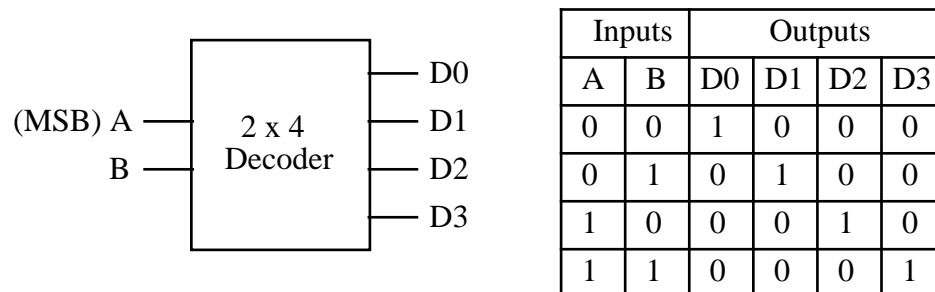 D0
(MSB) A
D1
2 x 4
Decoder
B
D2
D3
Inputs Outputs
A B D0 D1 D2 D3
0 0 1 0 0 0
0 1 0 1 0 0
1 0 0 0 1 0
1 1 0 0 0 1